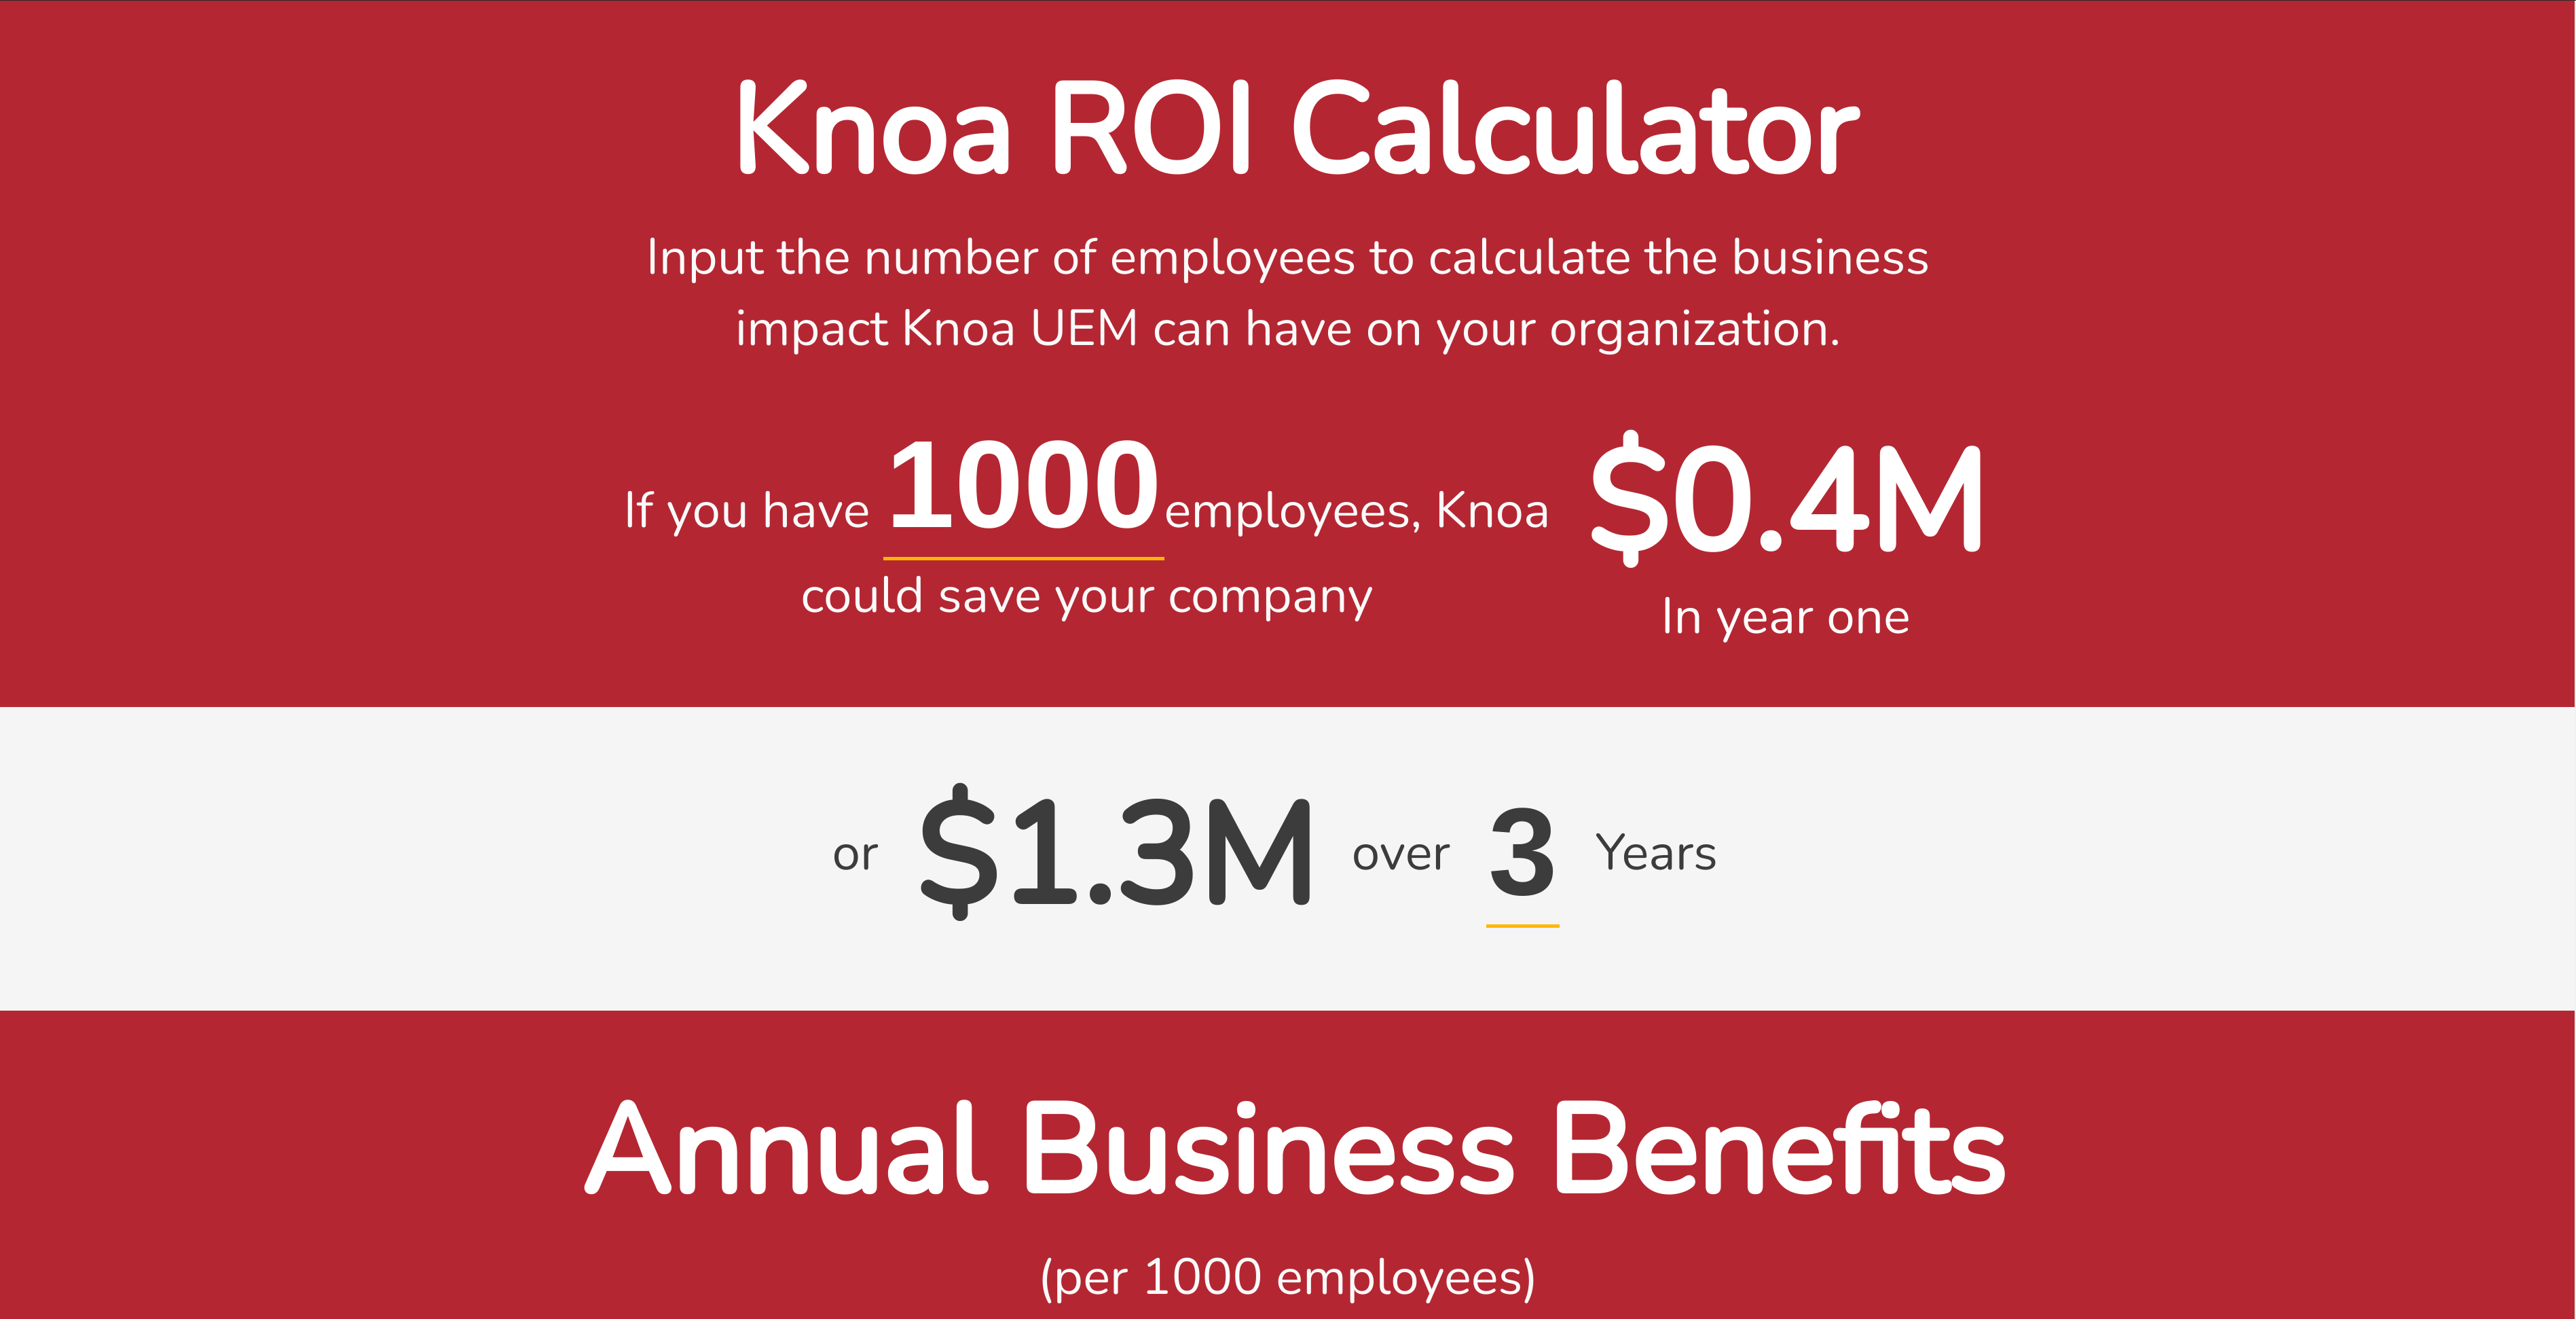 Knoa ROI Calculator
Input the number of employees to calculate the business
impact Knoa UEM can have on your organization.
If you have 1000 employees, Knoa
could save your company
$0.4M
In year one
or $1.3M over 3 Years
Annual Business Benefits
(per 1000 employees)